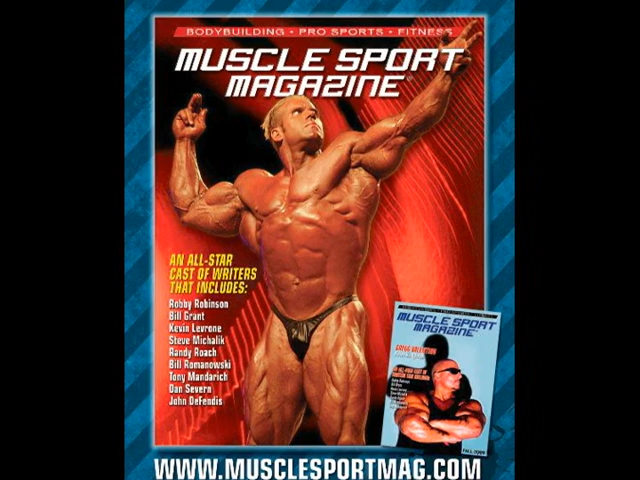 BODYBUILDING • PRO SPORTS • FITNESS
MUSCLE SPORT
MAGAZINE
AN ALL-STAR
CAST OF WRITERS
THAT INCLUDES:
Robby Robinson
Bill Grant
Kevin Levrone
Steve Michalik
Randy Roach
Bill Romanowski
Tony Mandarich
Dan Severn
John DeFendis
MUSCLE SPORT
MAGAZINE
FALL 2009
WWW.MUSCLESPORTMAG.COM